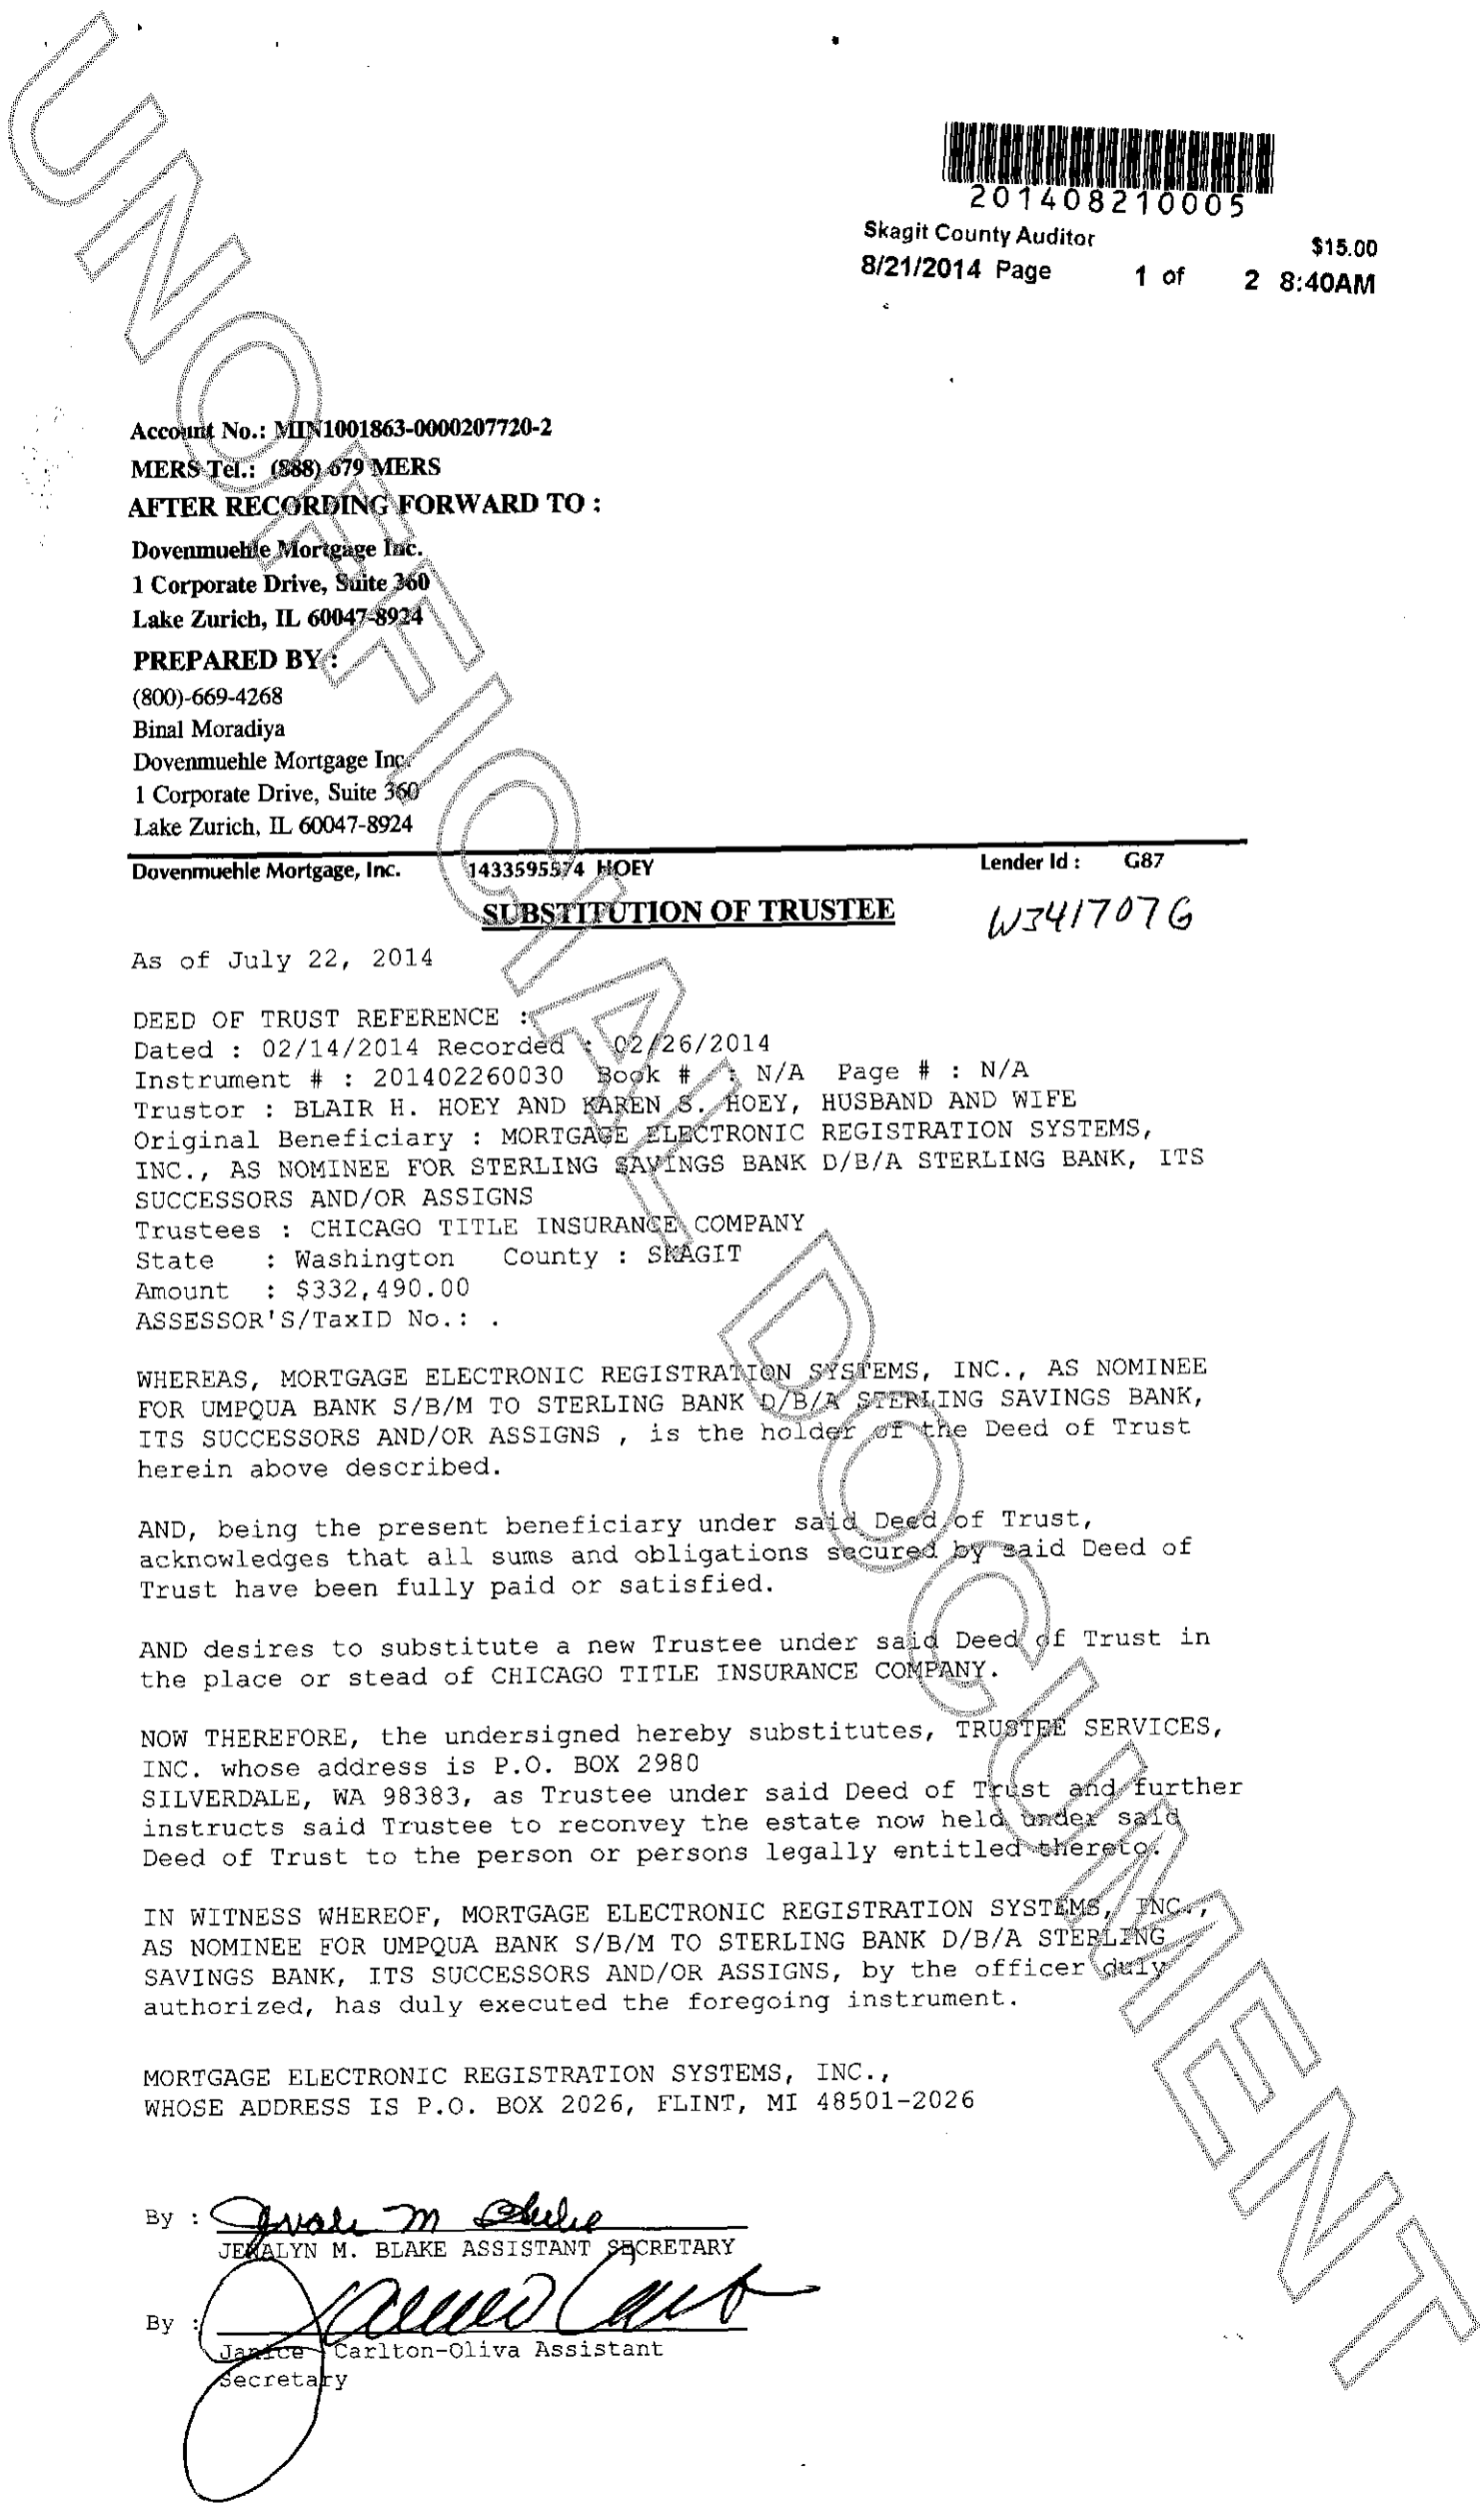 201408210005
Skagit County Auditor $15.00
8/21/2014 Page 1 of 2 8:40AM
Account No.: MIN1001863-0000207720-2
MERS Tel.: (888) 679 MERS
AFTER RECORDING FORWARD TO :
Dovenmuehle Mortgage Inc.
1 Corporate Drive, Suite 360
Lake Zurich, IL 60047-8924
PREPARED BY :
(800)-669-4268
Binal Moradiya
Dovenmuehle Mortgage Inc.
1 Corporate Drive, Suite 360
Lake Zurich, IL 60047-8924
Dovenmuehle Mortgage, Inc. 1433595574 HOEY Lender Id : G87
SUBSTITUTION OF TRUSTEE W341707G
As of July 22, 2014
DEED OF TRUST REFERENCE :
Dated : 02/14/2014 Recorded : 02/26/2014
Instrument # : 201402260030 Book # : N/A Page # : N/A
Trustor : BLAIR H. HOEY AND KAREN S. HOEY, HUSBAND AND WIFE
Original Beneficiary : MORTGAGE ELECTRONIC REGISTRATION SYSTEMS,
INC., AS NOMINEE FOR STERLING SAVINGS BANK D/B/A STERLING BANK, ITS
SUCCESSORS AND/OR ASSIGNS
Trustees : CHICAGO TITLE INSURANCE COMPANY
State : Washington County : SKAGIT
Amount : $332,490.00
ASSESSOR'S/TaxID No.: .
WHEREAS, MORTGAGE ELECTRONIC REGISTRATION SYSTEMS, INC., AS NOMINEE
FOR UMPQUA BANK S/B/M TO STERLING BANK D/B/A STERLING SAVINGS BANK,
ITS SUCCESSORS AND/OR ASSIGNS , is the holder of the Deed of Trust
herein above described.
AND, being the present beneficiary under said Deed of Trust,
acknowledges that all sums and obligations secured by said Deed of
Trust have been fully paid or satisfied.
AND desires to substitute a new Trustee under said Deed of Trust in
the place or stead of CHICAGO TITLE INSURANCE COMPANY.
NOW THEREFORE, the undersigned hereby substitutes, TRUSTEE SERVICES,
INC. whose address is P.O. BOX 2980
SILVERDALE, WA 98383, as Trustee under said Deed of Trust and further
instructs said Trustee to reconvey the estate now held under said
Deed of Trust to the person or persons legally entitled thereto.
IN WITNESS WHEREOF, MORTGAGE ELECTRONIC REGISTRATION SYSTEMS, INC.,
AS NOMINEE FOR UMPQUA BANK S/B/M TO STERLING BANK D/B/A STERLING
SAVINGS BANK, ITS SUCCESSORS AND/OR ASSIGNS, by the officer duly
authorized, has duly executed the foregoing instrument.
MORTGAGE ELECTRONIC REGISTRATION SYSTEMS, INC.,
WHOSE ADDRESS IS P.O. BOX 2026, FLINT, MI 48501-2026
By :
JERALYN M. BLAKE ASSISTANT SECRETARY
By :
Janice Carlton-Oliva Assistant
Secretary
UNOFFICIAL DOCUMENT